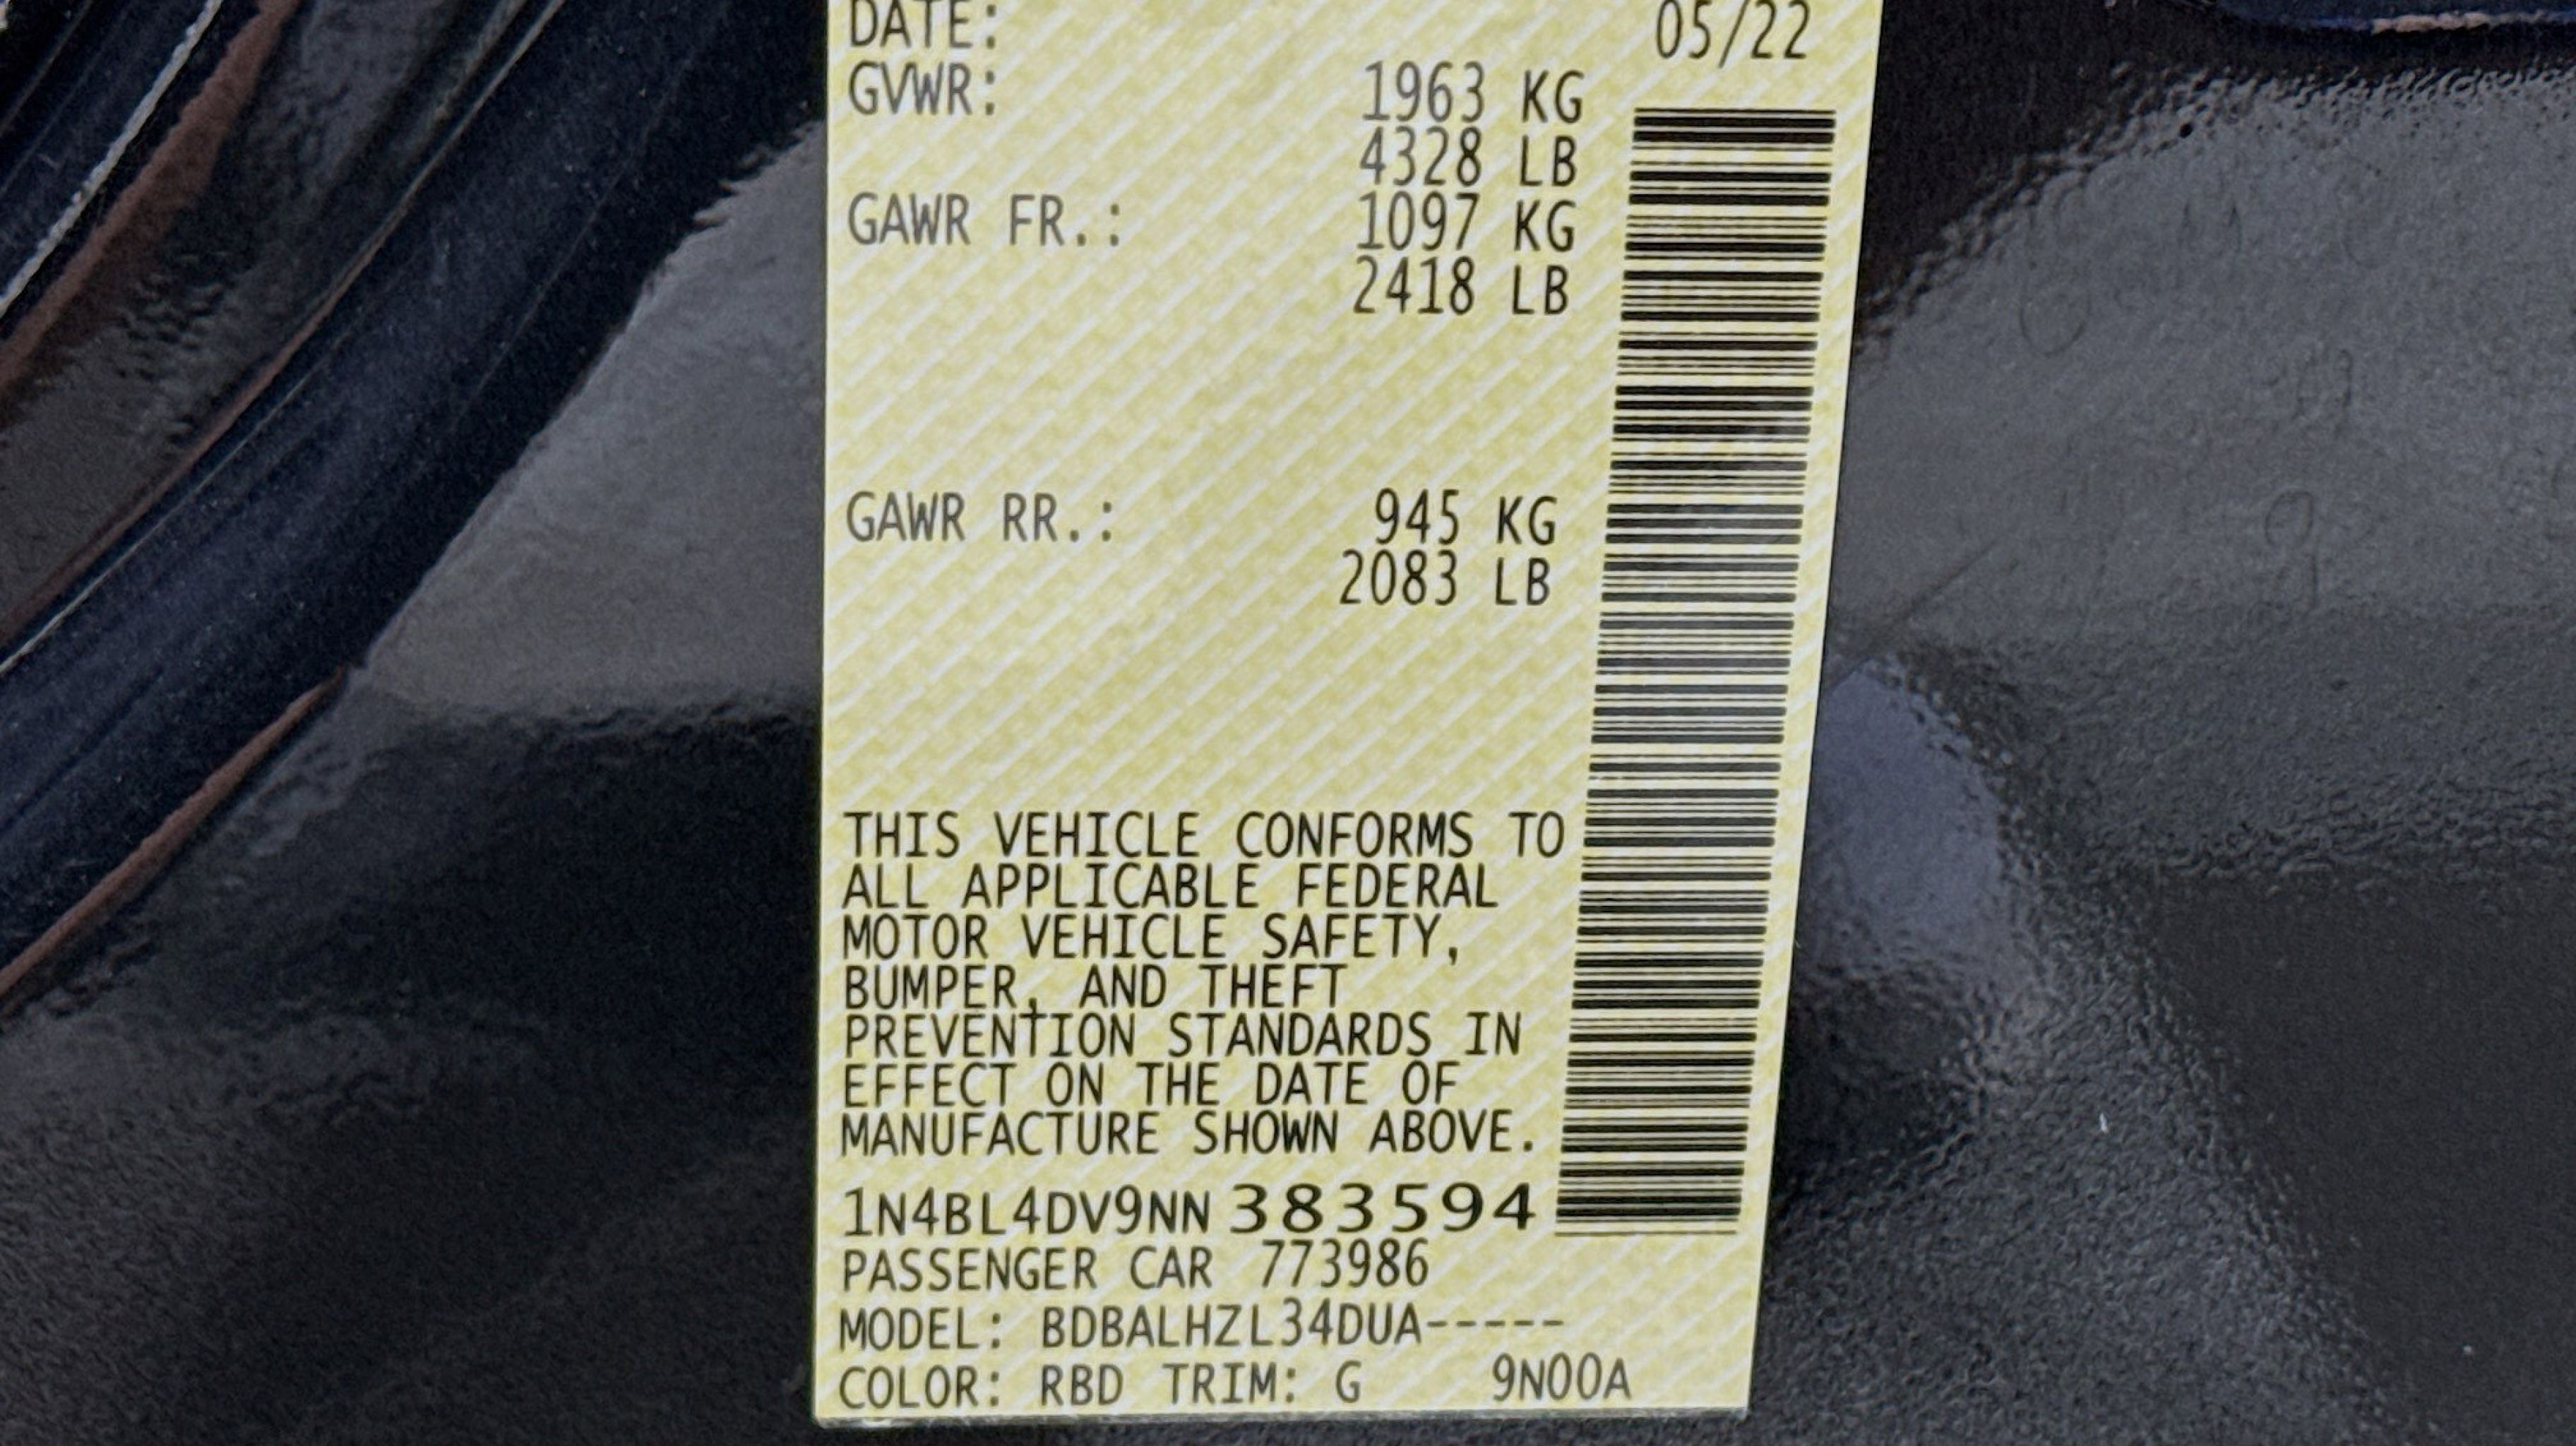 DATE: 05/22
GVWR: 1963 KG
4328 LB
GAWR FR.: 1097 KG
2418 LB
GAWR RR.: 945 KG
2083 LB
THIS VEHICLE CONFORMS TO
ALL APPLICABLE FEDERAL
MOTOR VEHICLE SAFETY,
BUMPER, AND THEFT
PREVENTION STANDARDS IN
EFFECT ON THE DATE OF
MANUFACTURE SHOWN ABOVE.
1N4BL4DV9NN383594
PASSENGER CAR 773986
MODEL: BDBALHZL34DUA-----
COLOR: RBD TRIM: G 9N00A